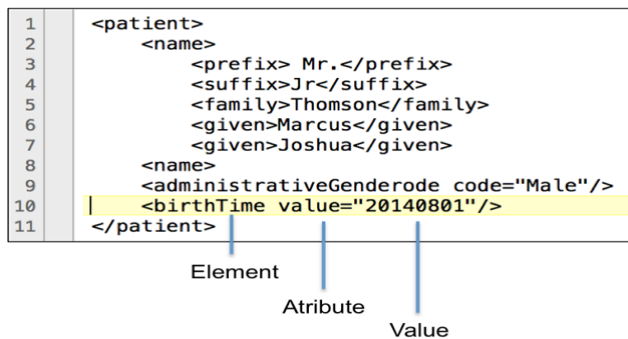 1 <patient>
2 <name>
3 <prefix> Mr.</prefix>
4 <suffix>Jr</suffix>
5 <family>Thomson</family>
6 <given>Marcus</given>
7 <given>Joshua</given>
8 <name>
9 <administrativeGenderode code="Male"/>
10 <birthTime value="20140801"/>
11 </patient>
Element
Atribute
Value